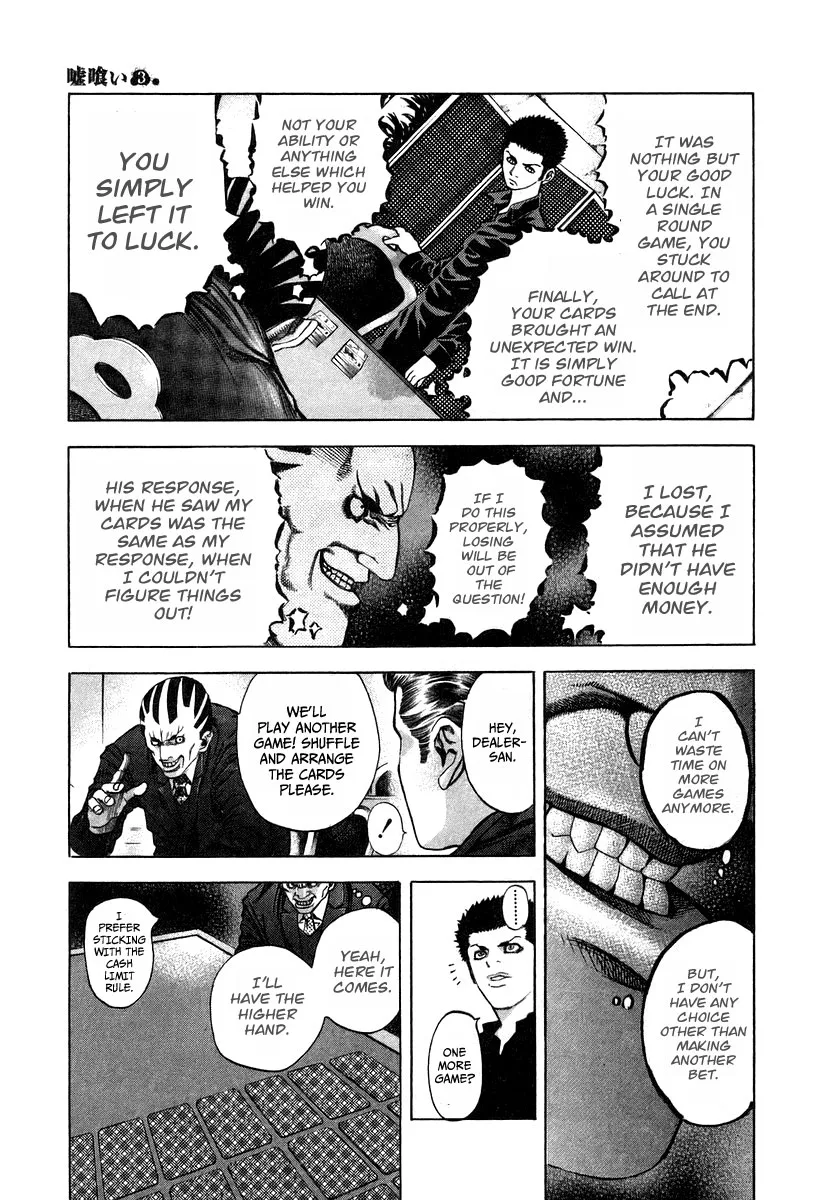 嘘喰い 3.
IT WAS
NOTHING BUT
YOUR GOOD
LUCK. IN
A SINGLE
ROUND
GAME, YOU
STUCK
AROUND TO
CALL AT
THE END.
FINALLY,
YOUR CARDS
BROUGHT AN
UNEXPECTED WIN.
IT IS SIMPLY
GOOD FORTUNE
AND...
NOT YOUR
ABILITY OR
ANYTHING
ELSE WHICH
HELPED YOU
WIN.
YOU
SIMPLY
LEFT IT
TO LUCK.
I LOST,
BECAUSE I
ASSUMED
THAT HE
DIDN'T HAVE
ENOUGH
MONEY.
IF I
DO THIS
PROPERLY,
LOSING
WILL BE
OUT OF
THE
QUESTION!
HIS RESPONSE,
WHEN HE SAW MY
CARDS WAS THE
SAME AS MY
RESPONSE, WHEN
I COULDN'T
FIGURE THINGS
OUT!
I
CAN'T
WASTE
TIME ON
MORE
GAMES
ANYMORE.
BUT,
I DON'T
HAVE ANY
CHOICE
OTHER THAN
MAKING
ANOTHER
BET.
HEY,
DEALER-
SAN.
WE'LL
PLAY ANOTHER
GAME! SHUFFLE
AND ARRANGE
THE CARDS
PLEASE.
!
........
ONE
MORE
GAME?
YEAH,
HERE IT
COMES.
I'LL
HAVE THE
HIGHER
HAND.
I
PREFER
STICKING
WITH THE
CASH
LIMIT
RULE.